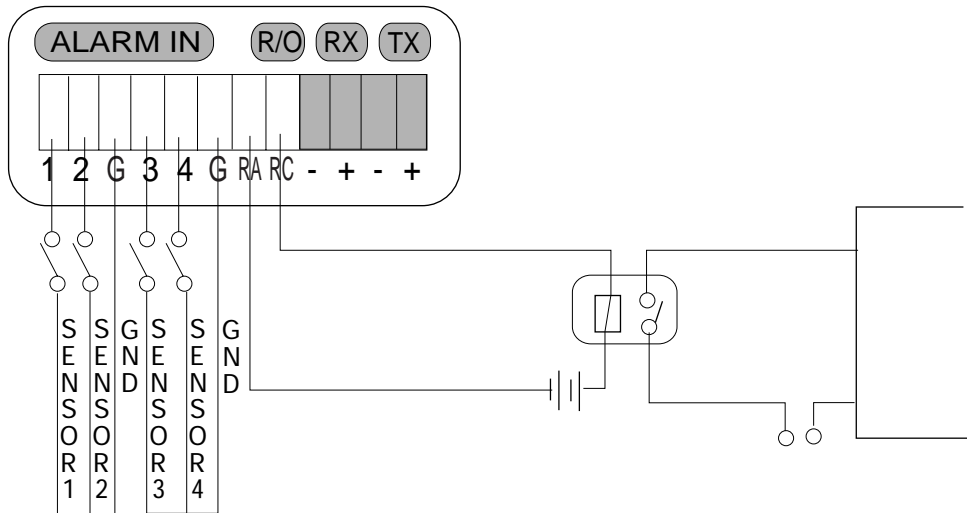 ALARM IN R/O RX TX
1 2 G 3 4 G RA RC - + - +
SENSOR1
SENSOR2
GND
SENSOR3
SENSOR4
GND